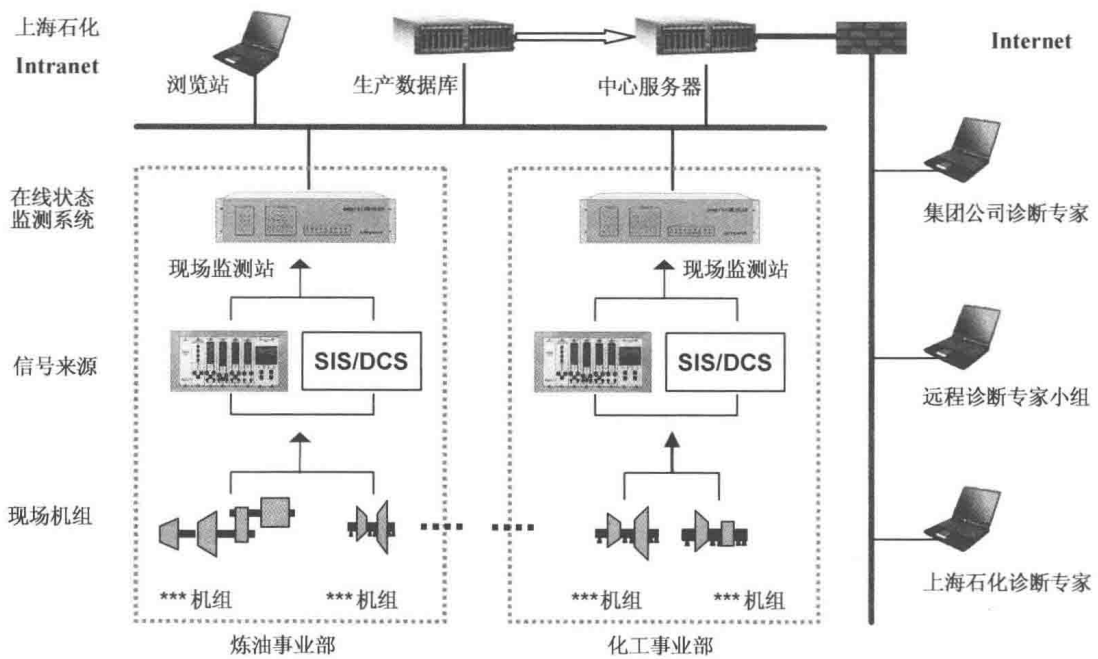 上海石化
Intranet
Internet
浏览站
生产数据库
中心服务器
在线状态
监测系统
现场监测站
现场监测站
集团公司诊断专家
信号来源
SIS/DCS
SIS/DCS
远程诊断专家小组
现场机组
***机组
***机组
***机组
***机组
上海石化诊断专家
炼油事业部
化工事业部